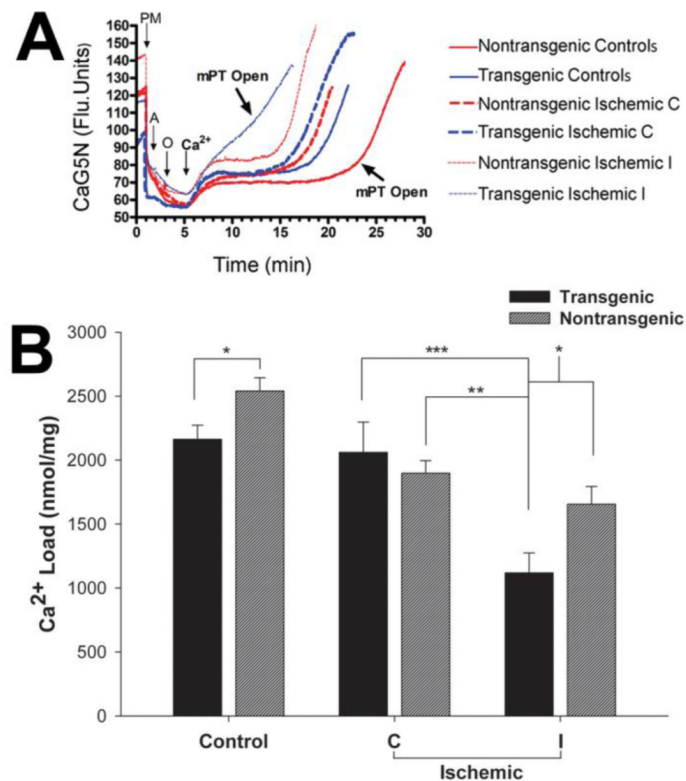 A
PM
CaG5N (Flu. Units)
160
150
140
130
120
110
100
90
80
70
60
50
A
O
Ca²⁺
mPT Open
mPT Open
0 5 10 15 20 25 30
Time (min)
Nontransgenic Controls
Transgenic Controls
Nontransgenic Ischemic C
Transgenic Ischemic C
Nontransgenic Ischemic I
Transgenic Ischemic I
B
Transgenic
Nontransgenic
Ca²⁺ Load (nmol/mg)
3000
2500
2000
1500
1000
500
0
*
***
**
*
Control C I
Ischemic